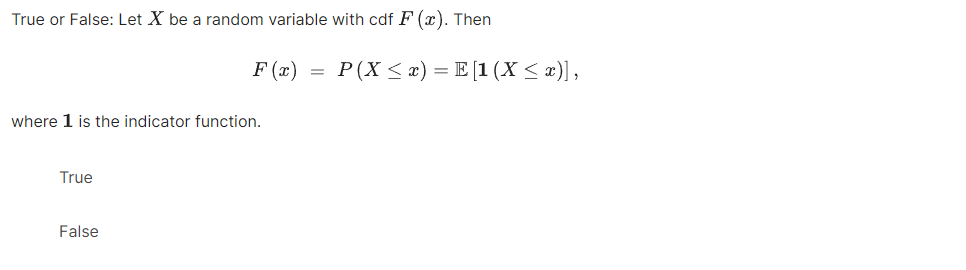 True or False: Let X be a random variable with cdf F (x). Then
F (x) = P (X ≤ x) = 𝔼 [𝟏 (X ≤ x)] ,
where 𝟏 is the indicator function.
True
False